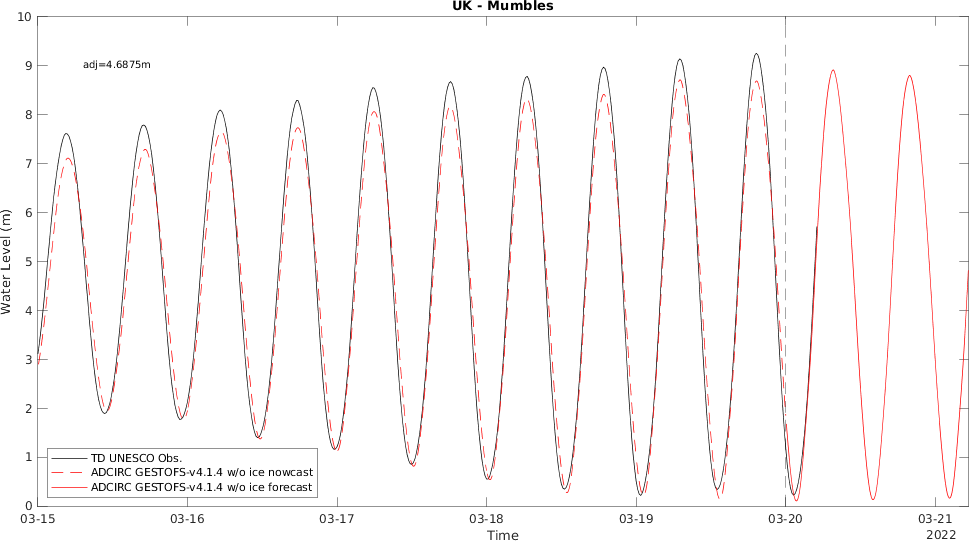 UK - Mumbles
10
9
8
7
6
5
4
3
2
1
0
Water Level (m)
adj=4.6875m
TD UNESCO Obs.
ADCIRC GESTOFS-v4.1.4 w/o ice nowcast
ADCIRC GESTOFS-v4.1.4 w/o ice forecast
03-15 03-16 03-17 03-18 03-19 03-20 03-21
Time
2022